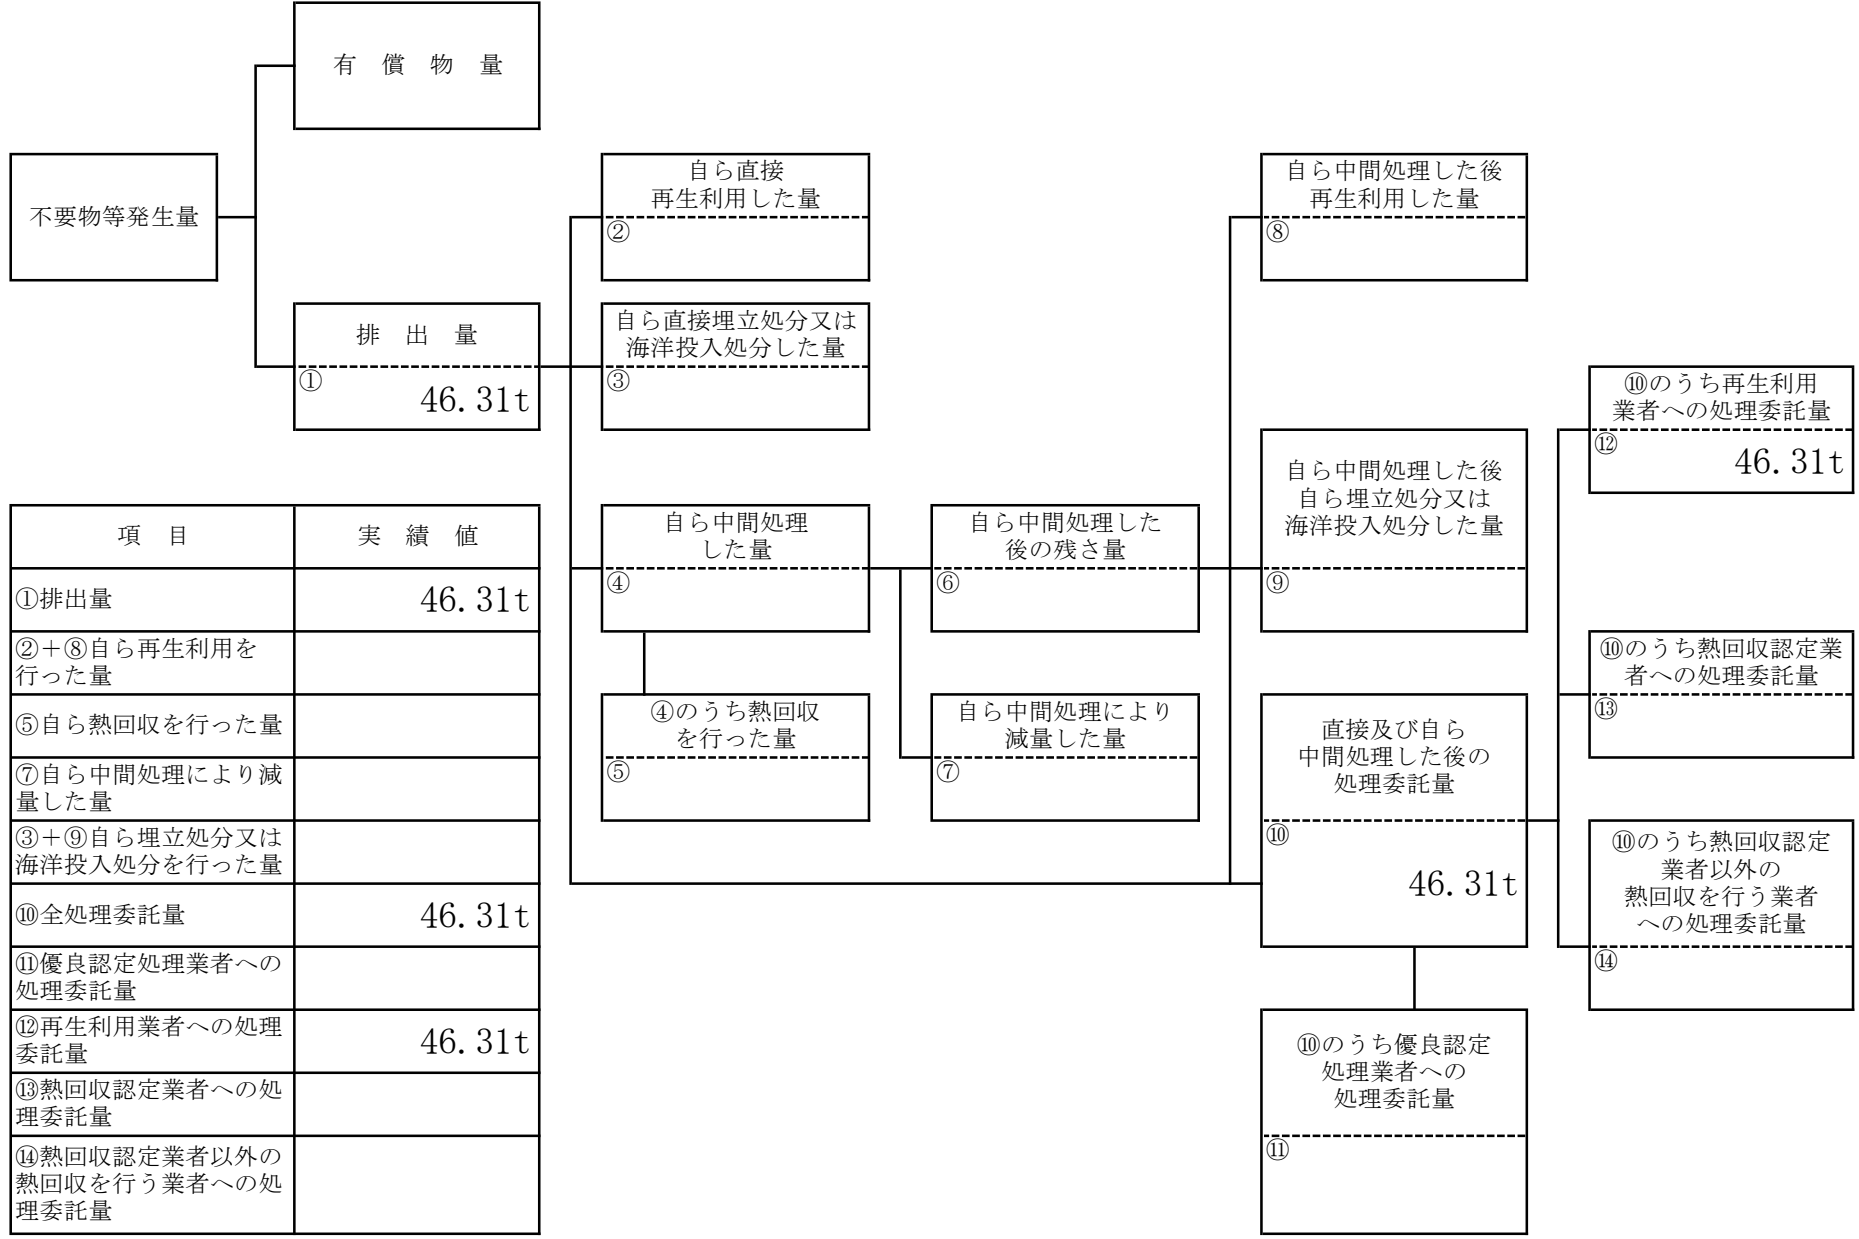 有 償 物 量
不要物等発生量
排 出 量
①
46.31t
自ら直接
再生利用した量
②
自ら直接埋立処分又は
海洋投入処分した量
③
自ら中間処理
した量
④
④のうち熱回収
を行った量
⑤
自ら中間処理した
後の残さ量
⑥
自ら中間処理により
減量した量
⑦
自ら中間処理した後
再生利用した量
⑧
自ら中間処理した後
自ら埋立処分又は
海洋投入処分した量
⑨
直接及び自ら
中間処理した後の
処理委託量
⑩
46.31t
⑩のうち優良認定
処理業者への
処理委託量
⑪
⑩のうち再生利用
業者への処理委託量
⑫
46.31t
⑩のうち熱回収認定業
者への処理委託量
⑬
⑩のうち熱回収認定
業者以外の
熱回収を行う業者
への処理委託量
⑭
項 目 実 績 値
①排出量 46.31t
②＋⑧自ら再生利用を
行った量
⑤自ら熱回収を行った量
⑦自ら中間処理により減
量した量
③＋⑨自ら埋立処分又は
海洋投入処分を行った量
⑩全処理委託量 46.31t
⑪優良認定処理業者への
処理委託量
⑫再生利用業者への処理
委託量
46.31t
⑬熱回収認定業者への処
理委託量
⑭熱回収認定業者以外の
熱回収を行う業者への処
理委託量